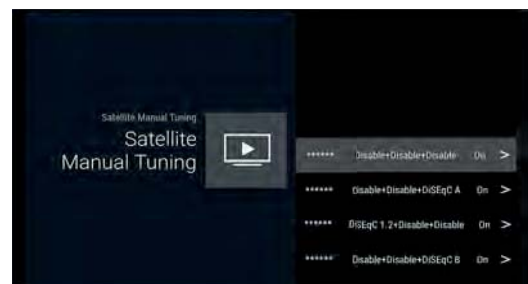 Satellite Manual Tuning
Satellite
Manual Tuning
****** Disable+Disable+Disable On >
****** Disable+Disable+DiSEqC A On >
****** DiSEqC 1.2+Disable+Disable On >
****** Disable+Disable+DiSEqC B On >